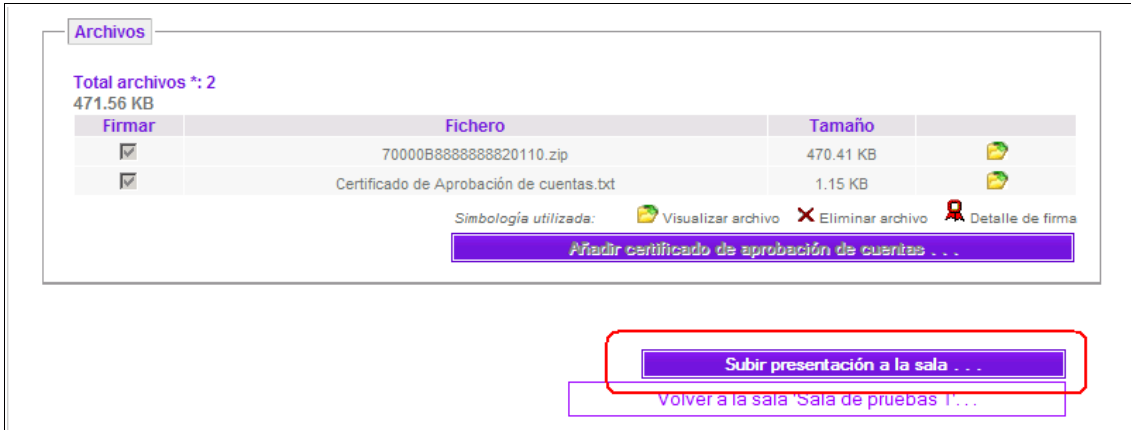 Archivos
Total archivos *: 2
471.56 KB
Firmar Fichero Tamaño
70000B8888888820110.zip 470.41 KB
Certificado de Aprobación de cuentas.txt 1.15 KB
Simbología utilizada: Visualizar archivo Eliminar archivo Detalle de firma
Añadir certificado de aprobación de cuentas . . .
Subir presentación a la sala . . .
Volver a la sala 'Sala de pruebas 1'. . .